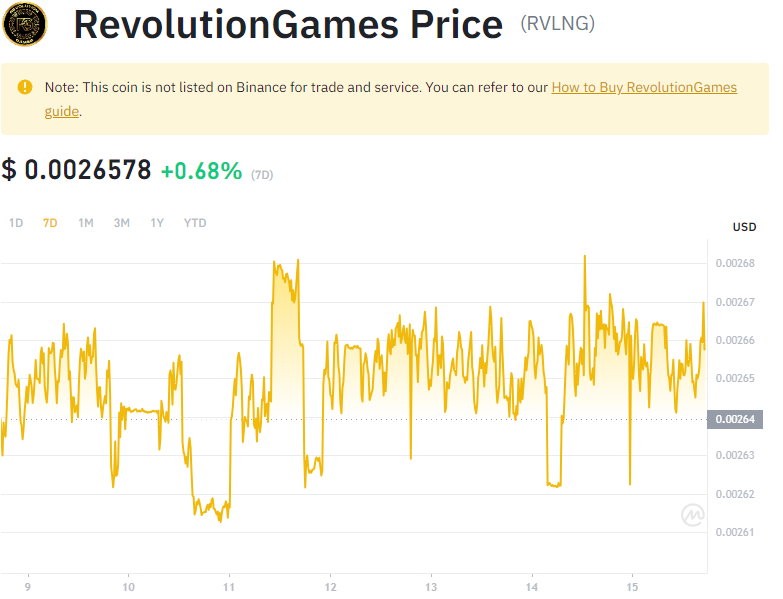 RevolutionGames Price (RVLNG)
Note: This coin is not listed on Binance for trade and service. You can refer to our How to Buy RevolutionGames
guide.
$ 0.0026578 +0.68% (7D)
1D 7D 1M 3M 1Y YTD
USD
0.00268
0.00267
0.00266
0.00265
0.00264
0.00263
0.00262
0.00261
9 10 11 12 13 14 15